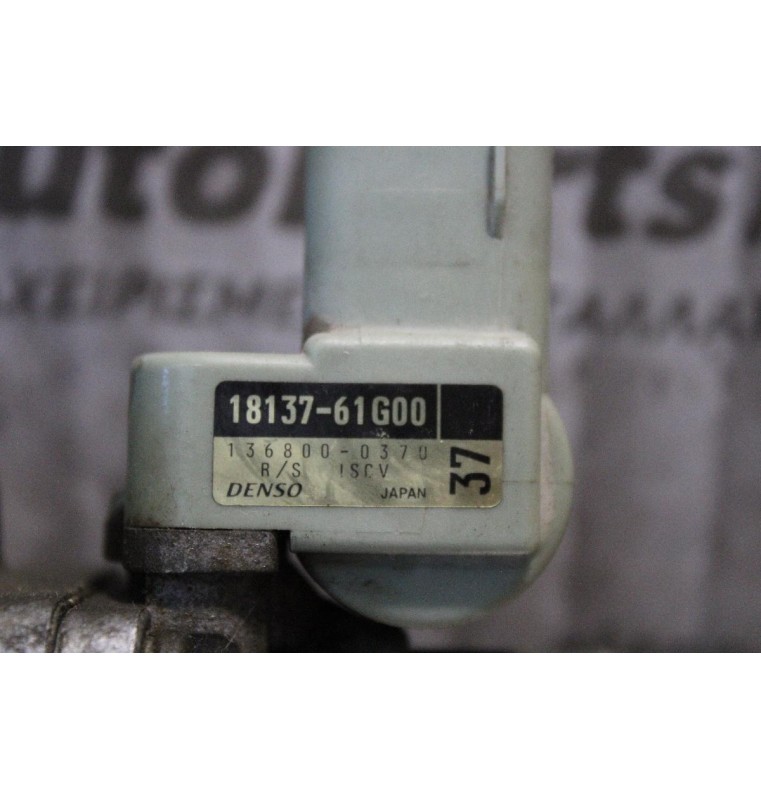 18137-61G00
136800-0370
R/S ISCV
37
DENSO JAPAN